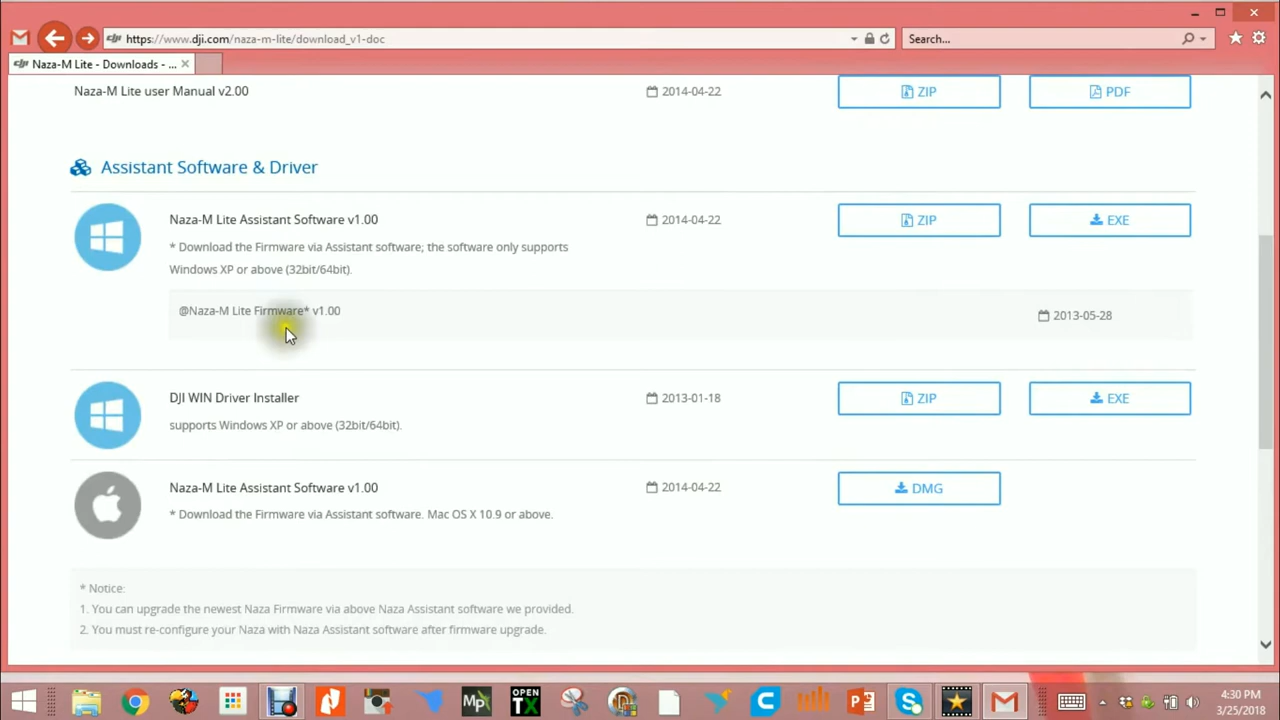 https://www.dji.com/naza-m-lite/download_v1-doc
Search...
Naza-M Lite - Downloads - ...
Naza-M Lite user Manual v2.00
2014-04-22
ZIP
PDF
Assistant Software & Driver
Naza-M Lite Assistant Software v1.00
2014-04-22
ZIP
EXE
* Download the Firmware via Assistant software; the software only supports
Windows XP or above (32bit/64bit).
@Naza-M Lite Firmware* v1.00
2013-05-28
DJI WIN Driver Installer
2013-01-18
ZIP
EXE
supports Windows XP or above (32bit/64bit).
Naza-M Lite Assistant Software v1.00
2014-04-22
DMG
* Download the Firmware via Assistant software. Mac OS X 10.9 or above.
* Notice:
1. You can upgrade the newest Naza Firmware via above Naza Assistant software we provided.
2. You must re-configure your Naza with Naza Assistant software after firmware upgrade.
Mp
OPEN
TX
4:30 PM
3/25/2018